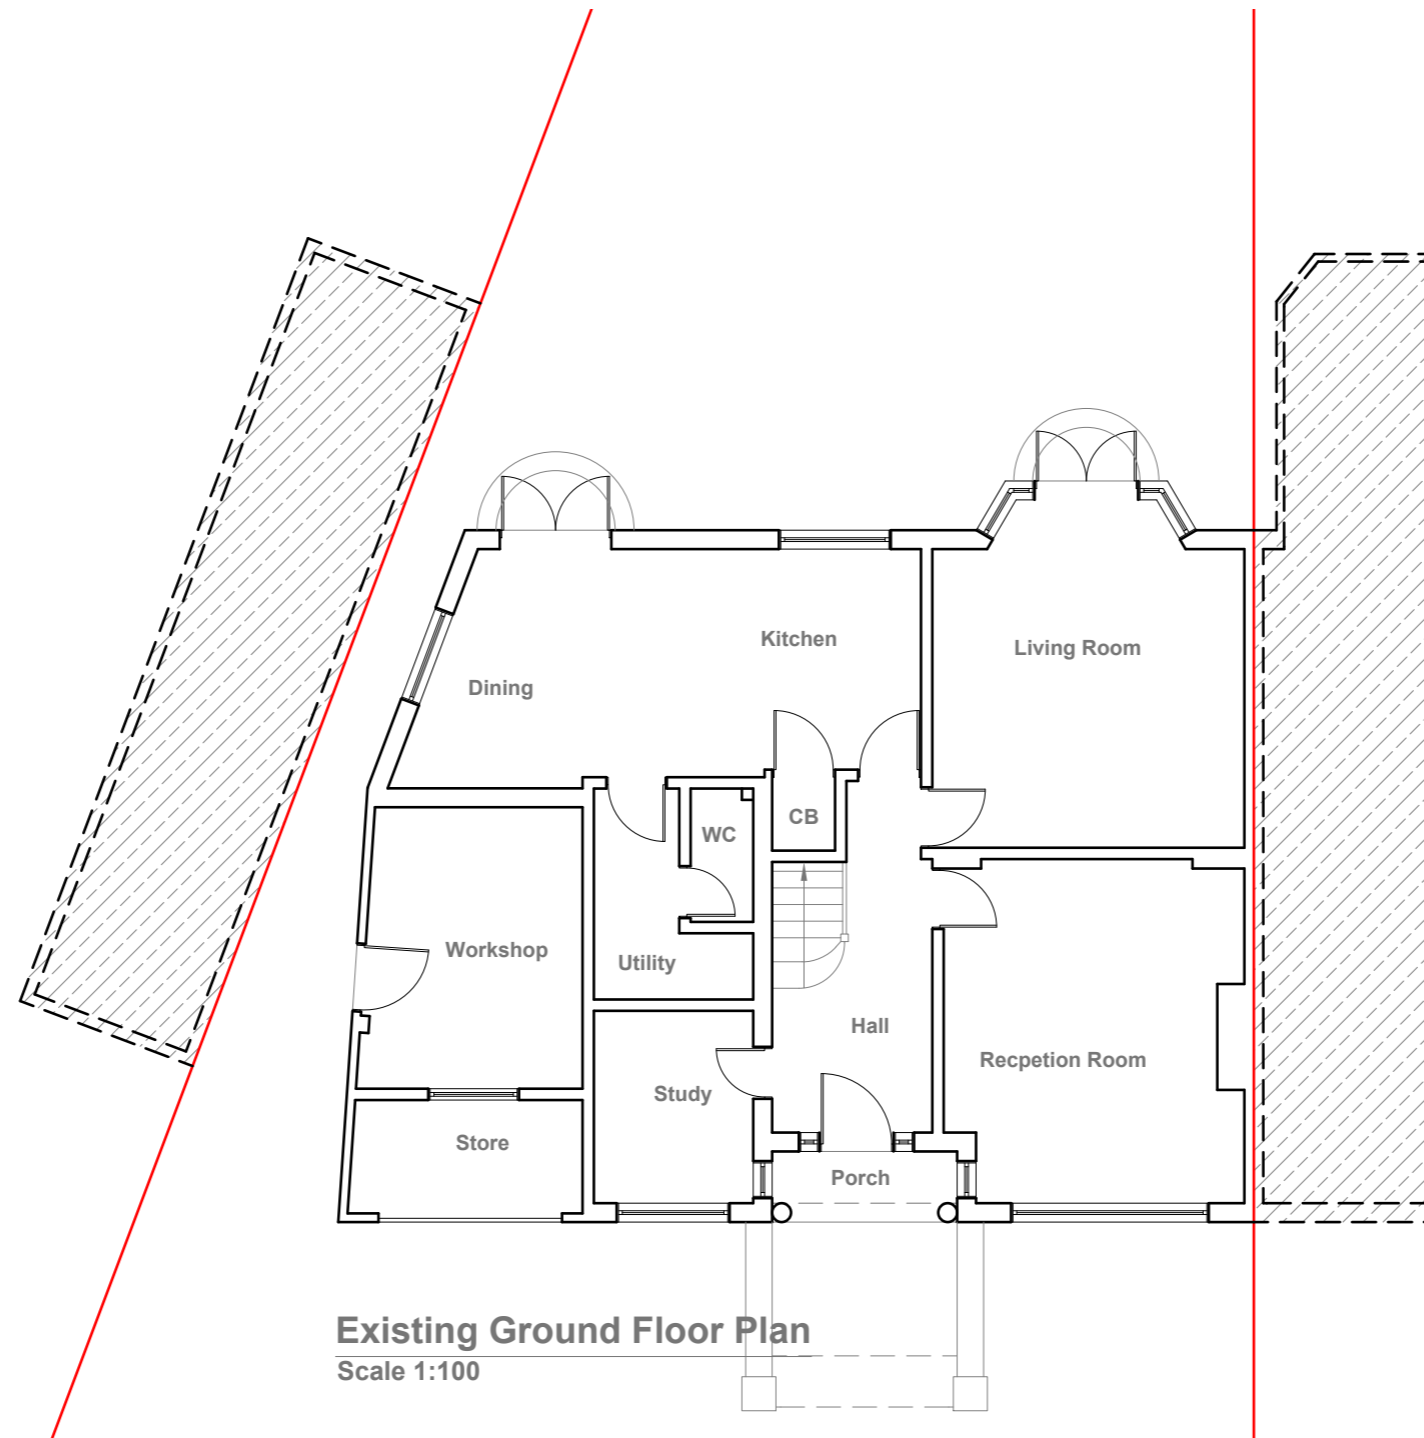 Kitchen
Living Room
Dining
CB
WC
Workshop
Utility
Hall
Recpetion Room
Study
Store
Porch
Existing Ground Floor Plan
Scale 1:100